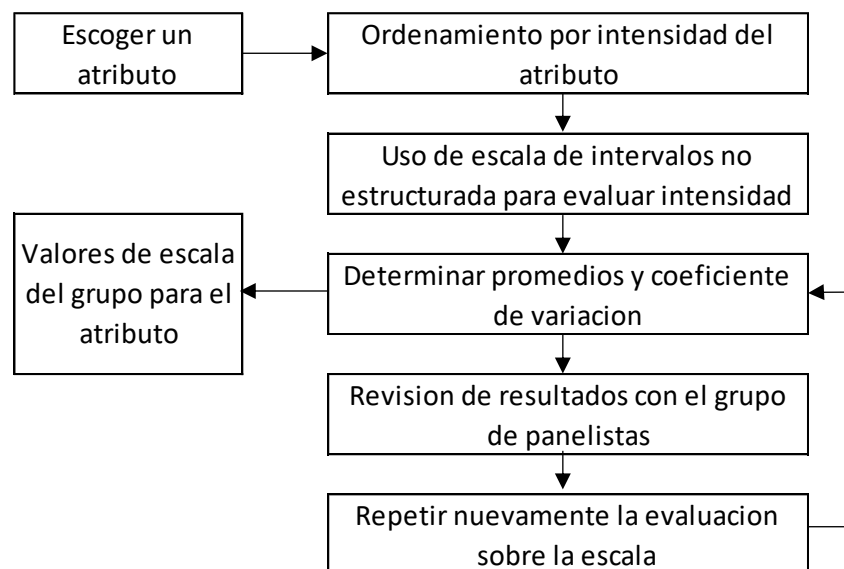 Escoger un
atributo
Ordenamiento por intensidad del
atributo
Uso de escala de intervalos no
estructurada para evaluar intensidad
Valores de escala
del grupo para el
atributo
Determinar promedios y coeficiente
de variacion
Revision de resultados con el grupo
de panelistas
Repetir nuevamente la evaluacion
sobre la escala